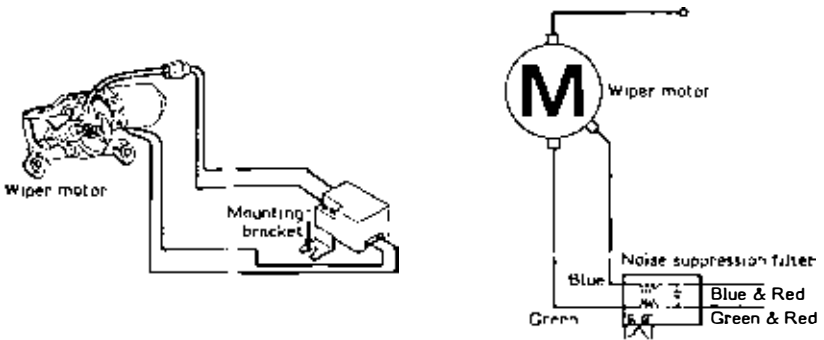 Wiper motor
Mounting
bracket
M
Wiper motor
Noise suppression filter
Blue
Blue & Red
Green
Green & Red